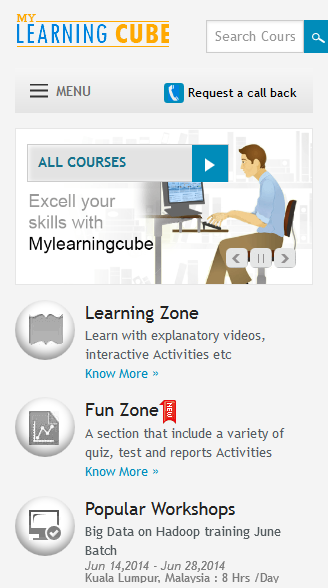 MY
LEARNING CUBE
Search Cours
MENU
Request a call back
ALL COURSES
Excell your
skills with
Mylearningcube
Learning Zone
Learn with explanatory videos,
interactive Activities etc
Know More »
Fun Zone NEW
A section that include a variety of
quiz, test and reports Activities
Know More »
Popular Workshops
Big Data on Hadoop training June
Batch
Jun 14,2014 - Jun 28,2014
Kuala Lumpur, Malaysia : 8 Hrs /Day